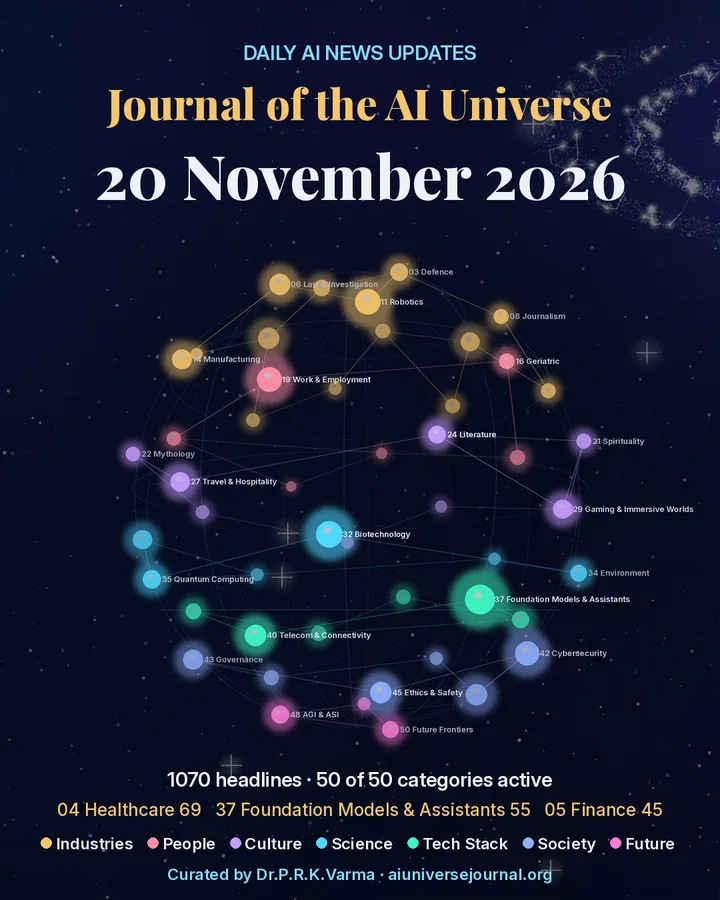 DAILY AI NEWS UPDATES
Journal of the AI Universe
20 November 2026
03 Defence
06 Law & Investigation
11 Robotics
08 Journalism
14 Manufacturing
16 Geriatric
19 Work & Employment
24 Literature
21 Spirituality
22 Mythology
27 Travel & Hospitality
29 Gaming & Immersive Worlds
32 Biotechnology
34 Environment
35 Quantum Computing
37 Foundation Models & Assistants
40 Telecom & Connectivity
42 Cybersecurity
43 Governance
45 Ethics & Safety
48 AGI & ASI
50 Future Frontiers
1070 headlines · 50 of 50 categories active
04 Healthcare 69 37 Foundation Models & Assistants 55 05 Finance 45
Industries People Culture Science Tech Stack Society Future
Curated by Dr.P.R.K.Varma · aiuniversejournal.org